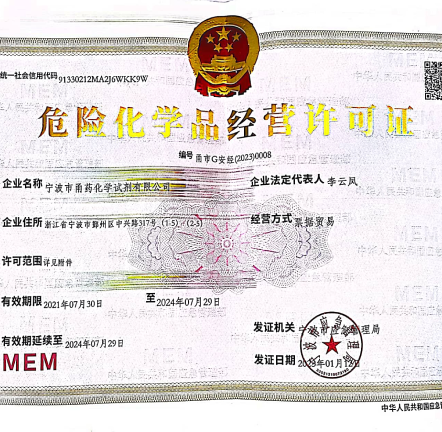 统一社会信用代码 91330212MA2J6WKK9W
危险化学品经营许可证
编号 甬市G安经(2023)0008
企业名称 宁波市甬药化学试剂有限公司
企业法定代表人 李云凤
企业住所 浙江省宁波市鄞州区中兴路317号 (1-5) / (2-5)
经营方式 票据贸易
许可范围 详见附件
有效期限 2021年07月30日 至 2024年07月29日
发证机关 宁波市应急管理局
有效期延续至 2024年07月29日
发证日期 2023年01月12日
MEM
中华人民共和国应急管